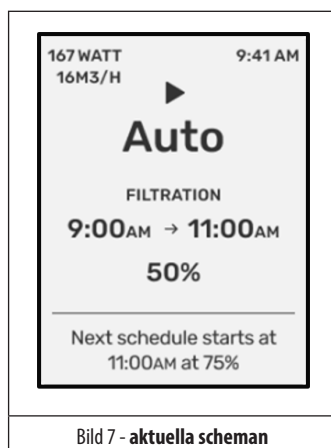 167 WATT 9:41 AM
16M3/H
Auto
FILTRATION
9:00AM → 11:00AM
50%
Next schedule starts at
11:00AM at 75%
Bild 7 - aktuella scheman